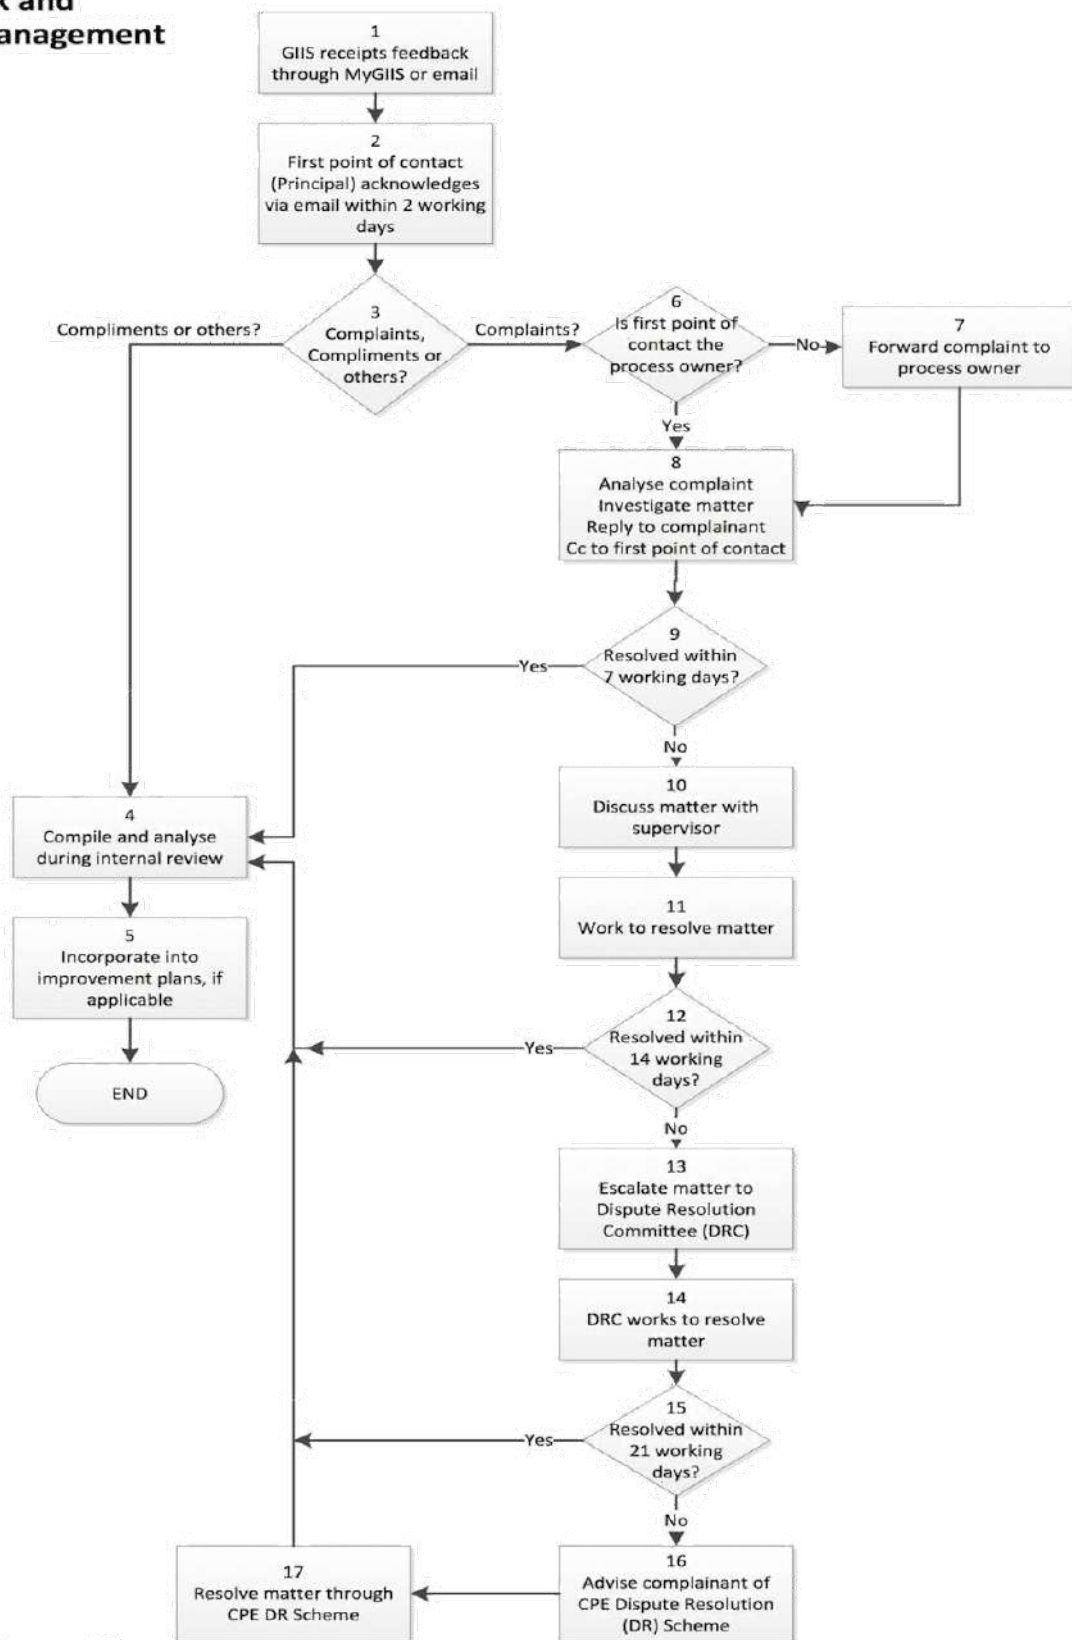 and
anagement
1
GIIS receipts feedback
through MyGIIS or email
2
First point of contact
(Principal) acknowledges
via email within 2 working
days
3
Complaints,
Compliments or
others?
Compliments or others?
Complaints?
6
Is first point of
contact the
process owner?
No
7
Forward complaint to
process owner
Yes
8
Analyse complaint
Investigate matter
Reply to complainant
Cc to first point of contact
9
Resolved within
7 working days?
Yes
No
10
Discuss matter with
supervisor
4
Compile and analyse
during internal review
11
Work to resolve matter
5
Incorporate into
improvement plans, if
applicable
12
Resolved within
14 working
days?
Yes
END
No
13
Escalate matter to
Dispute Resolution
Committee (DRC)
14
DRC works to resolve
matter
15
Resolved within
21 working
days?
Yes
No
16
Advise complainant of
CPE Dispute Resolution
(DR) Scheme
17
Resolve matter through
CPE DR Scheme